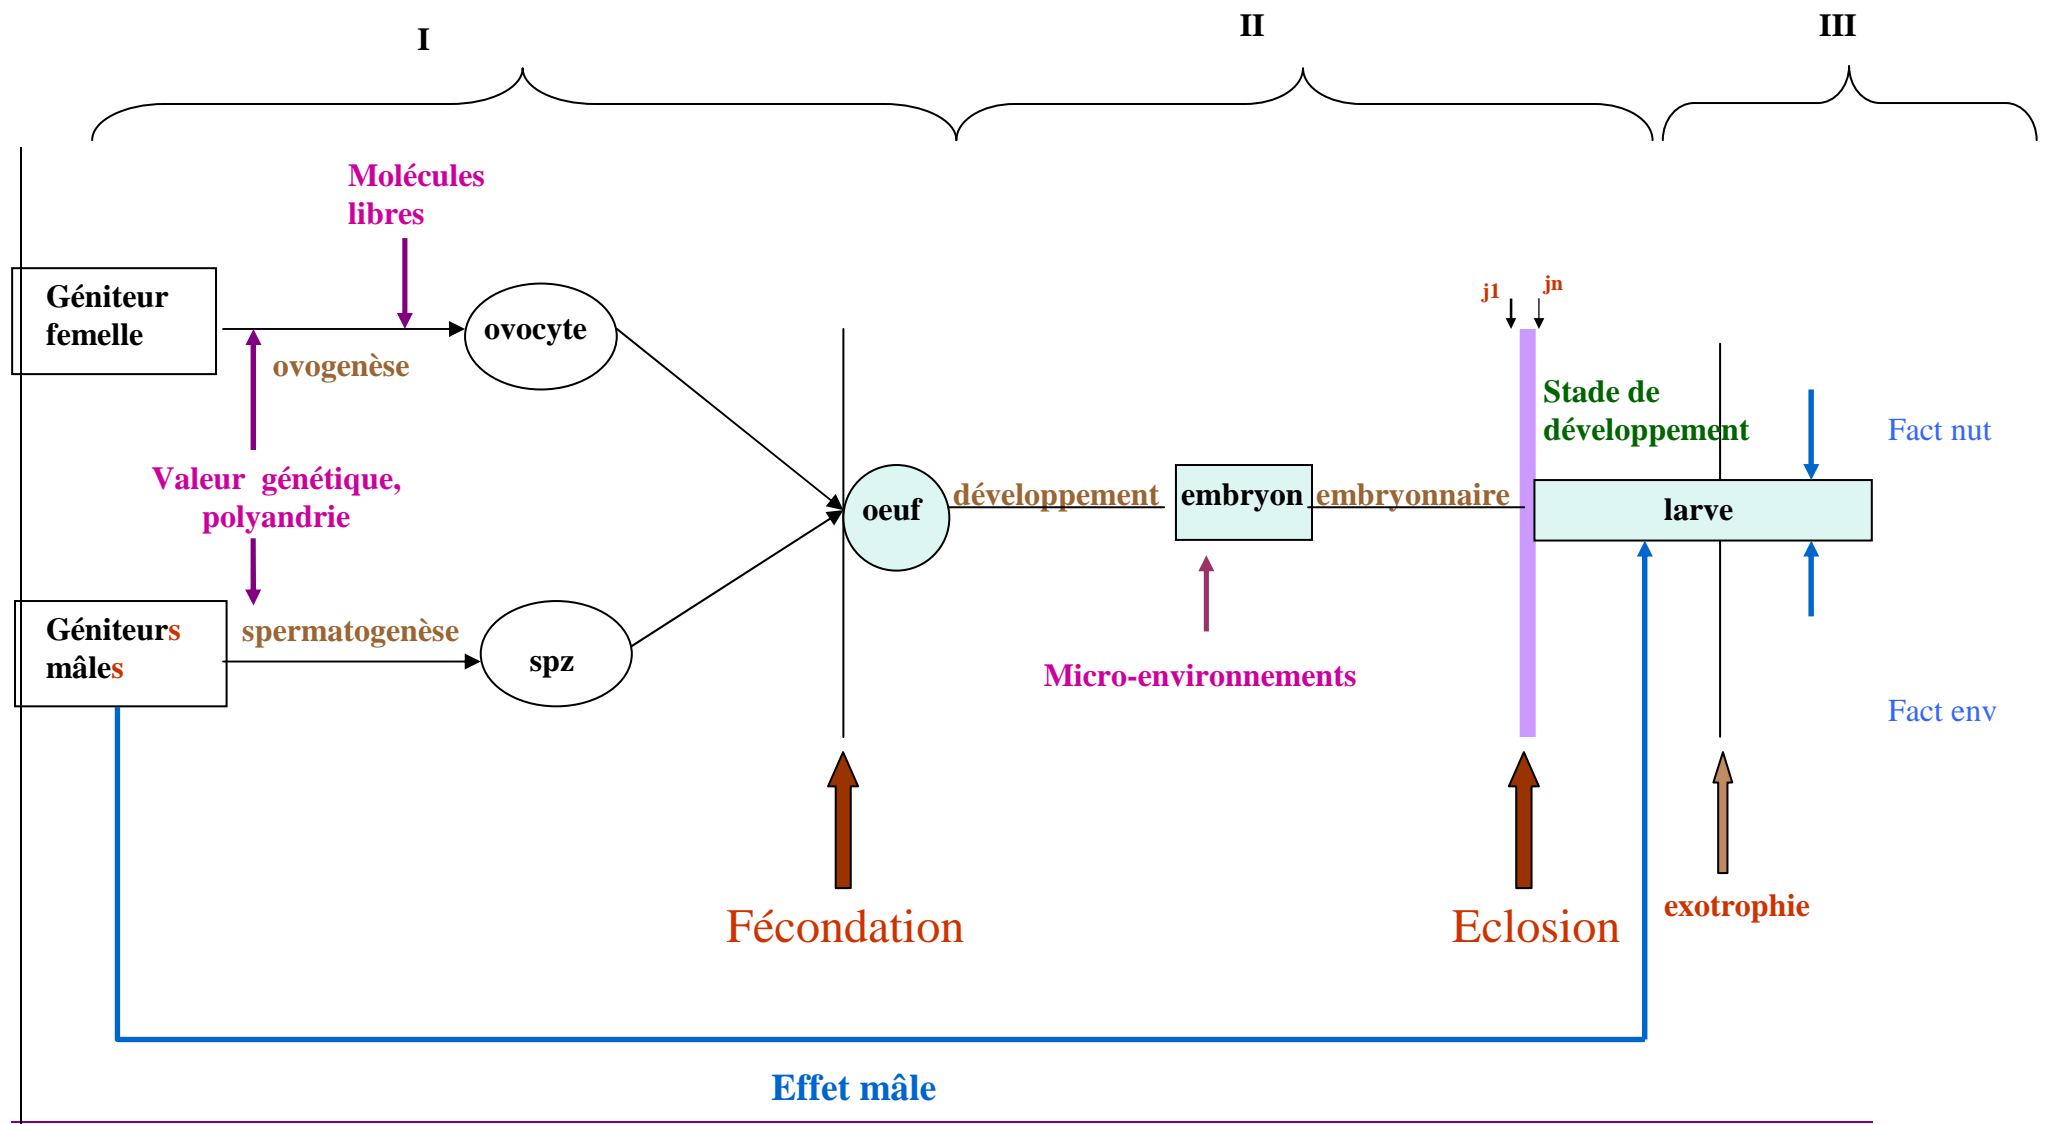 I
II
III
Molécules
libres
Géniteur
femelle
ovocyte
ovogenèse
j1
jn
Stade de
développement
Fact nut
Valeur génétique,
polyandrie
oeuf
développement
embryon
embryonnaire
larve
Géniteurs
mâles
spermatogenèse
spz
Micro-environnements
Fact env
Fécondation
Eclosion
exotrophie
Effet mâle